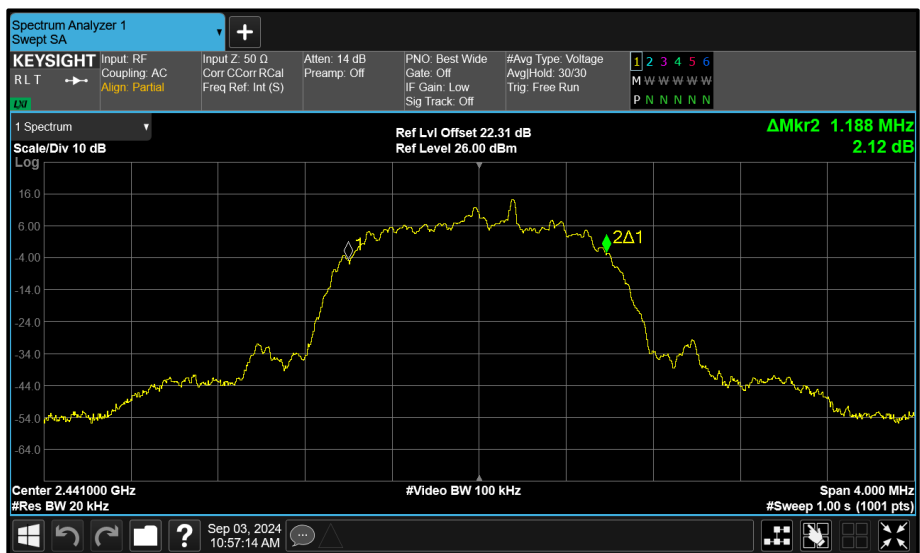 Spectrum Analyzer 1
Swept SA
KEYSIGHT
R L T
LXI
Input: RF
Coupling: AC
Align: Partial
Input Z: 50 Ω
Corr CCorr RCal
Freq Ref: Int (S)
Atten: 14 dB
Preamp: Off
PNO: Best Wide
Gate: Off
IF Gain: Low
Sig Track: Off
#Avg Type: Voltage
Avg|Hold: 30/30
Trig: Free Run
1 2 3 4 5 6
M W W W W W
P N N N N N
1 Spectrum
Scale/Div 10 dB
Ref Lvl Offset 22.31 dB
Ref Level 26.00 dBm
ΔMkr2 1.188 MHz
2.12 dB
Log
16.0
6.00
-4.00
-14.0
-24.0
-34.0
-44.0
-54.0
-64.0
1
2Δ1
Center 2.441000 GHz
#Res BW 20 kHz
#Video BW 100 kHz
Span 4.000 MHz
#Sweep 1.00 s (1001 pts)
?
Sep 03, 2024
10:57:14 AM